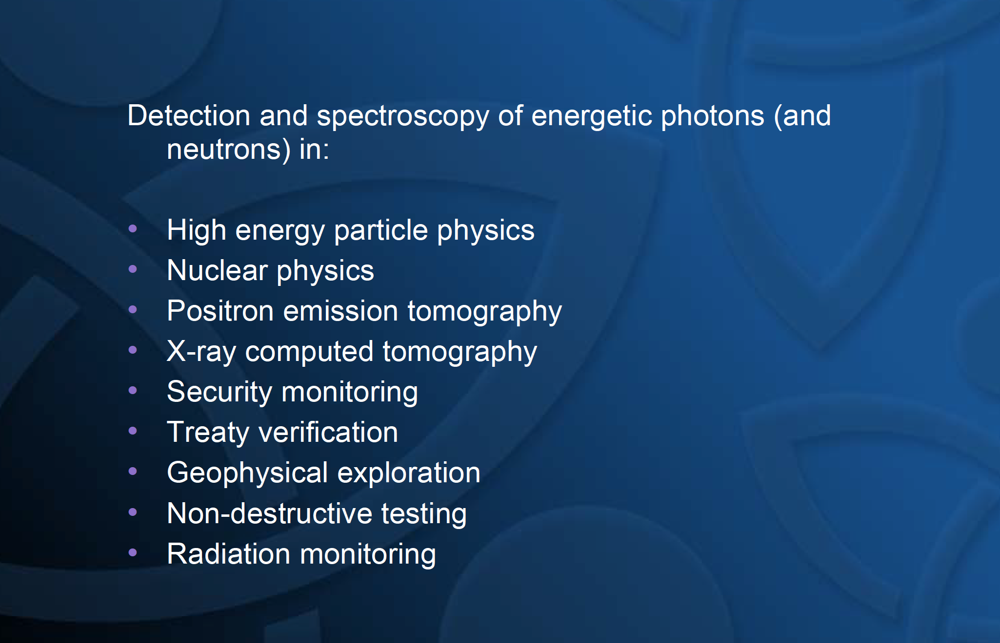 Detection and spectroscopy of energetic photons (and
neutrons) in:
• High energy particle physics
• Nuclear physics
• Positron emission tomography
• X-ray computed tomography
• Security monitoring
• Treaty verification
• Geophysical exploration
• Non-destructive testing
• Radiation monitoring